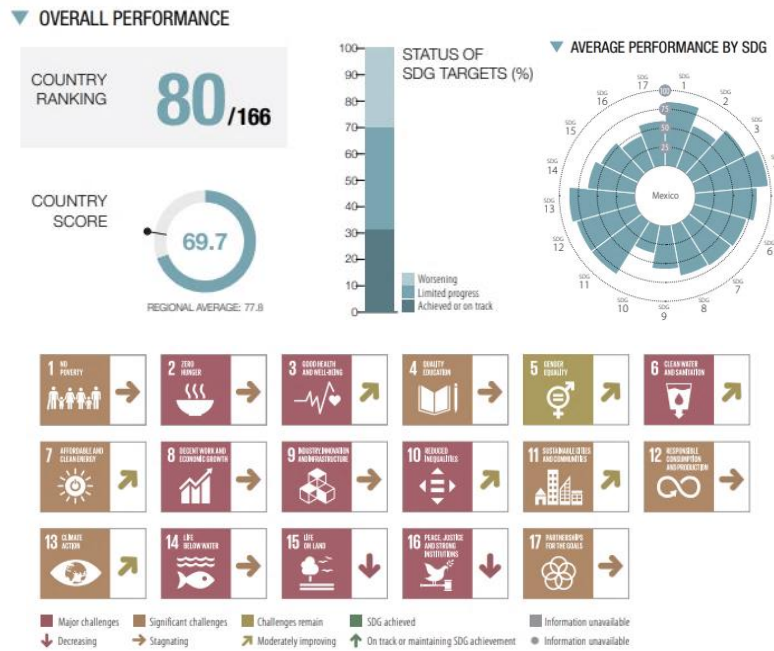 OVERALL PERFORMANCE
COUNTRY
RANKING
80/166
COUNTRY
SCORE
69.7
REGIONAL AVERAGE: 77.8
STATUS OF
SDG TARGETS (%)
100
90
80
70
60
50
40
30
20
10
0
Worsening
Limited progress
Achieved or on track
AVERAGE PERFORMANCE BY SDG
SDG
17
SDG
1
SDG
2
SDG
3
6
SDG
7
SDG
8
SDG
9
SDG
10
SDG
11
SDG
12
SDG
13
SDG
14
SDG
15
SDG
16
100
75
50
25
Mexico
1 NO
POVERTY
2 ZERO
HUNGER
3 GOOD HEALTH
AND WELL-BEING
4 QUALITY
EDUCATION
5 GENDER
EQUALITY
6 CLEAN WATER
AND SANITATION
7 AFFORDABLE AND
CLEAN ENERGY
8 DECENT WORK AND
ECONOMIC GROWTH
9 INDUSTRY, INNOVATION
AND INFRASTRUCTURE
10 REDUCED
INEQUALITIES
11 SUSTAINABLE CITIES
AND COMMUNITIES
12 RESPONSIBLE
CONSUMPTION
AND PRODUCTION
13 CLIMATE
ACTION
14 LIFE
BELOW WATER
15 LIFE
ON LAND
16 PEACE, JUSTICE
AND STRONG
INSTITUTIONS
17 PARTNERSHIPS
FOR THE GOALS
Major challenges
Significant challenges
Challenges remain
SDG achieved
Information unavailable
Decreasing
Stagnating
Moderately improving
On track or maintaining SDG achievement
Information unavailable